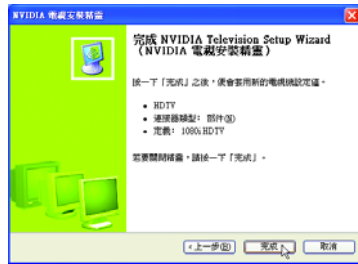 NVIDIA 電視安裝精靈
完成 NVIDIA Television Setup Wizard
(NVIDIA 電視安裝精靈)
按一下「完成」之後，便會套用新的電視機設定值。
• HDTV
• 連接器類型: 部件(N)
• 定義: 1080i HDTV
若要關閉精靈，請按一下「完成」。
<上一步(B)
完成
取消